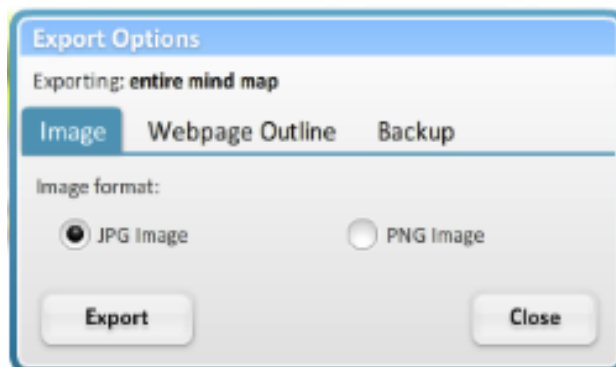 Export Options
Exporting: entire mind map
Image Webpage Outline Backup
Image format:
JPG Image PNG Image
Export Close